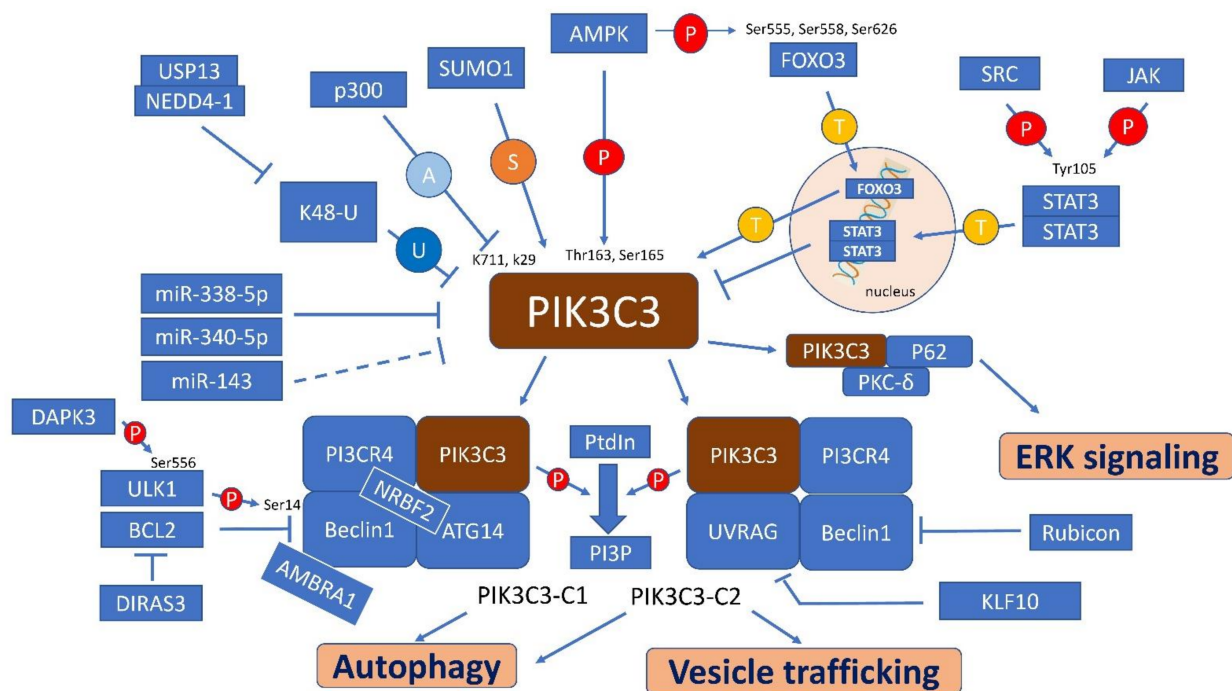 AMPK
P
Ser555, Ser558, Ser626
FOXO3
USP13
NEDD4-1
p300
SUMO1
SRC
JAK
T
P
P
A
S
P
Tyr105
K48-U
FOXO3
STAT3
STAT3
U
T
STAT3
STAT3
T
K711, k29
Thr163, Ser165
nucleus
miR-338-5p
miR-340-5p
miR-143
PIK3C3
PIK3C3
P62
PKC-δ
DAPK3
P
Ser556
ULK1
P
Ser14
BCL2
DIRAS3
AMBRA1
PI3CR4
PIK3C3
NRBF2
Beclin1
ATG14
P
PtdIn
P
PI3P
PIK3C3
PI3CR4
UVRAG
Beclin1
ERK signaling
Rubicon
KLF10
PIK3C3-C1
PIK3C3-C2
Autophagy
Vesicle trafficking